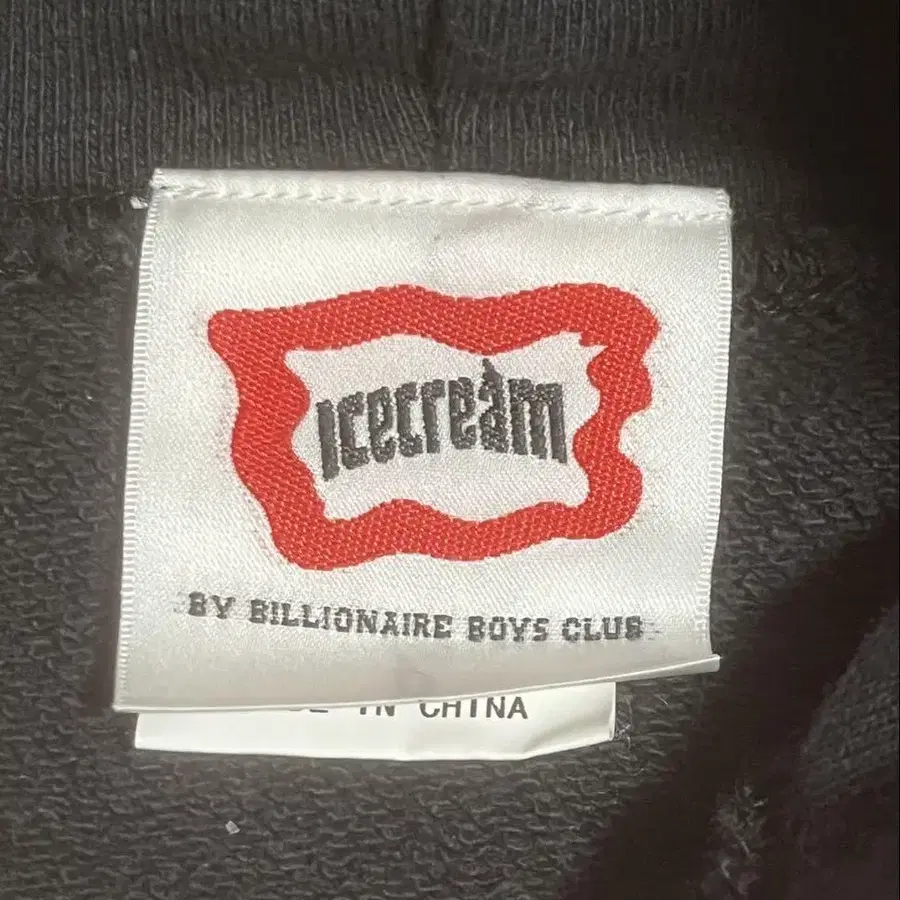 Icecream
BY BILLIONAIRE BOYS CLUB
IN CHINA